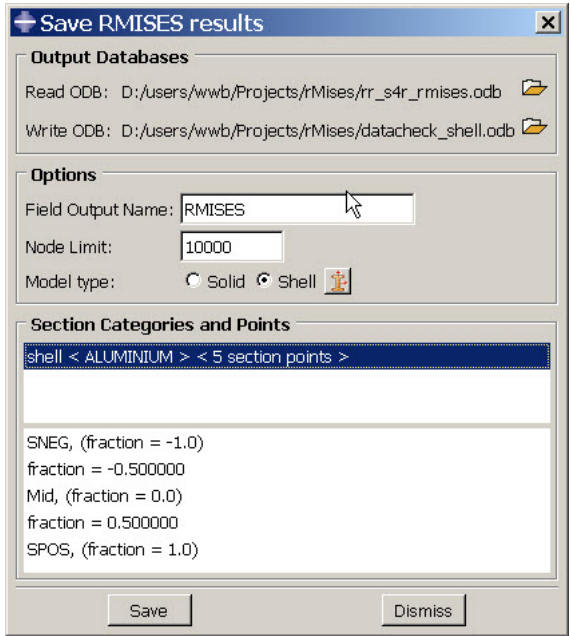 Save RMISES results
Output Databases
Read ODB: D:/users/wwb/Projects/rMises/rr_s4r_rmises.odb
Write ODB: D:/users/wwb/Projects/rMises/datacheck_shell.odb
Options
Field Output Name: RMISES
Node Limit: 10000
Model type: Solid Shell
Section Categories and Points
shell < ALUMINIUM > < 5 section points >
SNEG, (fraction = -1.0)
fraction = -0.500000
Mid, (fraction = 0.0)
fraction = 0.500000
SPOS, (fraction = 1.0)
Save Dismiss